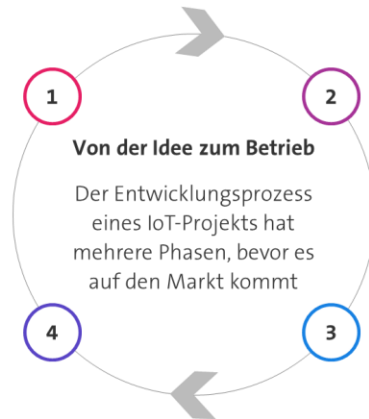 1
2
Von der Idee zum Betrieb
Der Entwicklungsprozess
eines IoT-Projekts hat
mehrere Phasen, bevor es
auf den Markt kommt
4
3